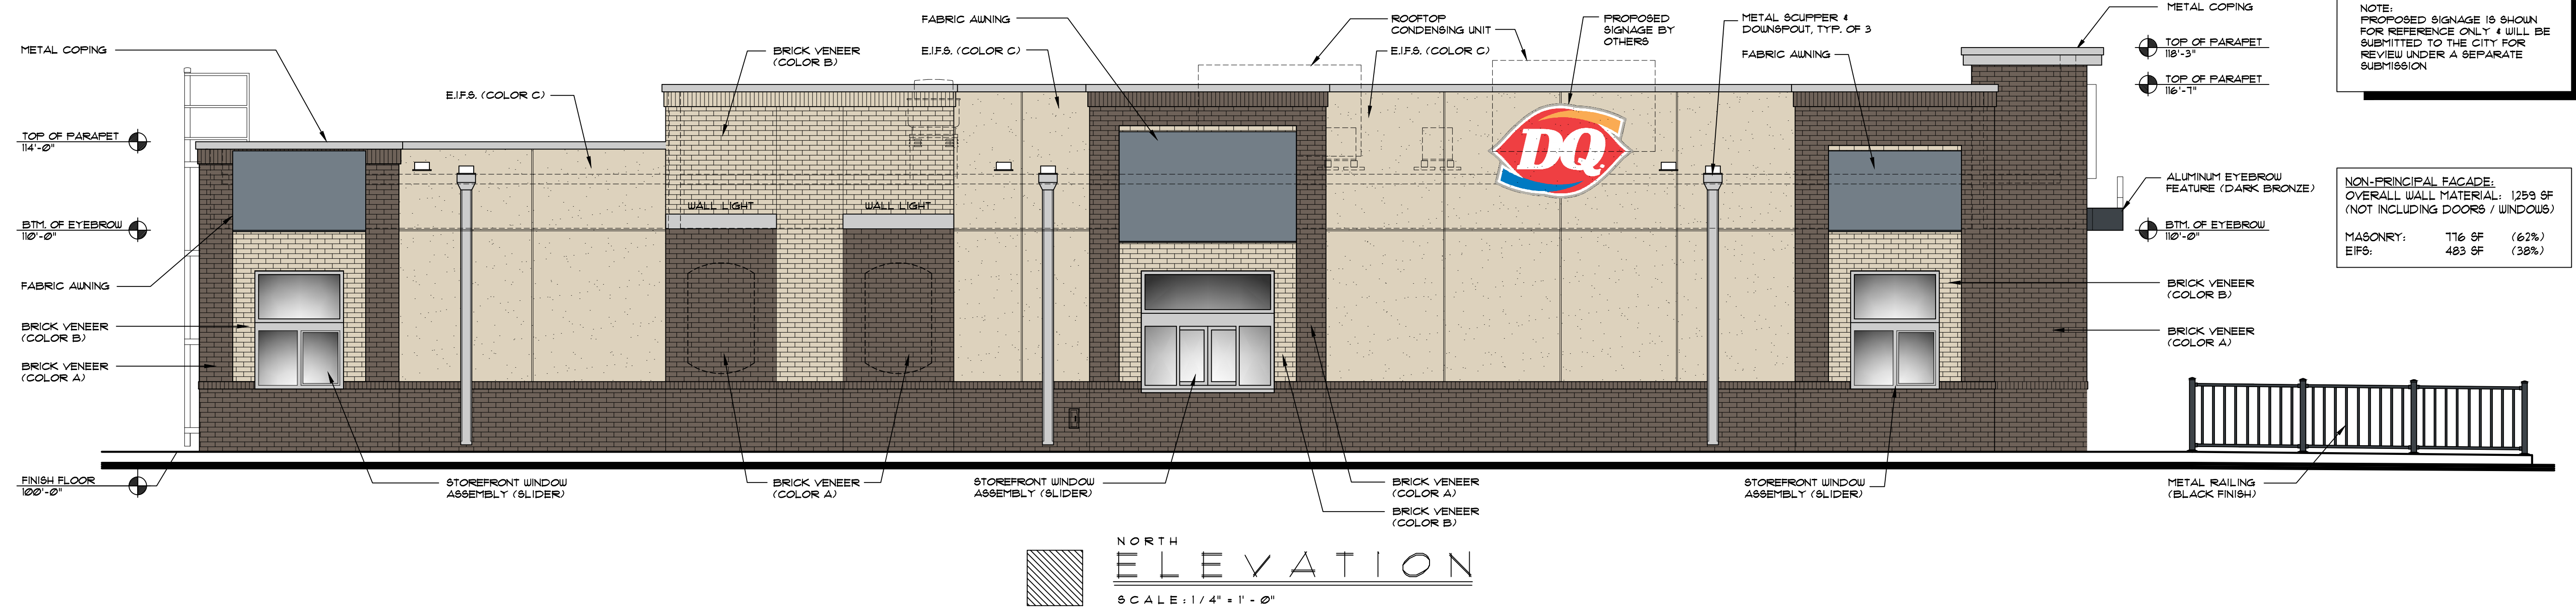 METAL COPING
TOP OF PARAPET
114'-0"
BTM. OF EYEBROW
110'-0"
FABRIC AWNING
BRICK VENEER
(COLOR B)
BRICK VENEER
(COLOR A)
FINISH FLOOR
100'-0"
E.I.F.S. (COLOR C)
BRICK VENEER
(COLOR B)
FABRIC AWNING
E.I.F.S. (COLOR C)
ROOFTOP
CONDENSING UNIT
E.I.F.S. (COLOR C)
PROPOSED
SIGNAGE BY
OTHERS
METAL SCUPPER &
DOWNSPOUT, TYP. OF 3
FABRIC AWNING
WALL LIGHT
WALL LIGHT
DQ
METAL COPING
TOP OF PARAPET
118'-3"
TOP OF PARAPET
116'-7"
ALUMINUM EYEBROW
FEATURE (DARK BRONZE)
BTM. OF EYEBROW
110'-0"
BRICK VENEER
(COLOR B)
BRICK VENEER
(COLOR A)
METAL RAILING
(BLACK FINISH)
NOTE:
PROPOSED SIGNAGE IS SHOWN
FOR REFERENCE ONLY & WILL BE
SUBMITTED TO THE CITY FOR
REVIEW UNDER A SEPARATE
SUBMISSION
NON-PRINCIPAL FACADE:
OVERALL WALL MATERIAL: 1,259 SF
(NOT INCLUDING DOORS / WINDOWS)
MASONRY: 776 SF (62%)
EIFS: 483 SF (38%)
STOREFRONT WINDOW
ASSEMBLY (SLIDER)
BRICK VENEER
(COLOR A)
STOREFRONT WINDOW
ASSEMBLY (SLIDER)
BRICK VENEER
(COLOR A)
BRICK VENEER
(COLOR B)
STOREFRONT WINDOW
ASSEMBLY (SLIDER)
NORTH
ELEVATION
SCALE: 1/4" = 1'-0"